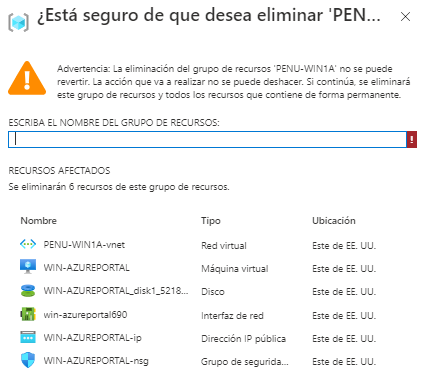 ¿Está seguro de que desea eliminar 'PEN...
Advertencia: La eliminación del grupo de recursos 'PENU-WIN1A' no se puede
revertir. La acción que va a realizar no se puede deshacer. Si continúa, se eliminará
este grupo de recursos y todos los recursos que contiene de forma permanente.
ESCRIBA EL NOMBRE DEL GRUPO DE RECURSOS:
RECURSOS AFECTADOS
Se eliminarán 6 recursos de este grupo de recursos.
Nombre Tipo Ubicación
PENU-WIN1A-vnet Red virtual Este de EE. UU.
WIN-AZUREPORTAL Máquina virtual Este de EE. UU.
WIN-AZUREPORTAL_disk1_5218... Disco Este de EE. UU.
win-azureportal690 Interfaz de red Este de EE. UU.
WIN-AZUREPORTAL-ip Dirección IP pública Este de EE. UU.
WIN-AZUREPORTAL-nsg Grupo de segurida... Este de EE. UU.